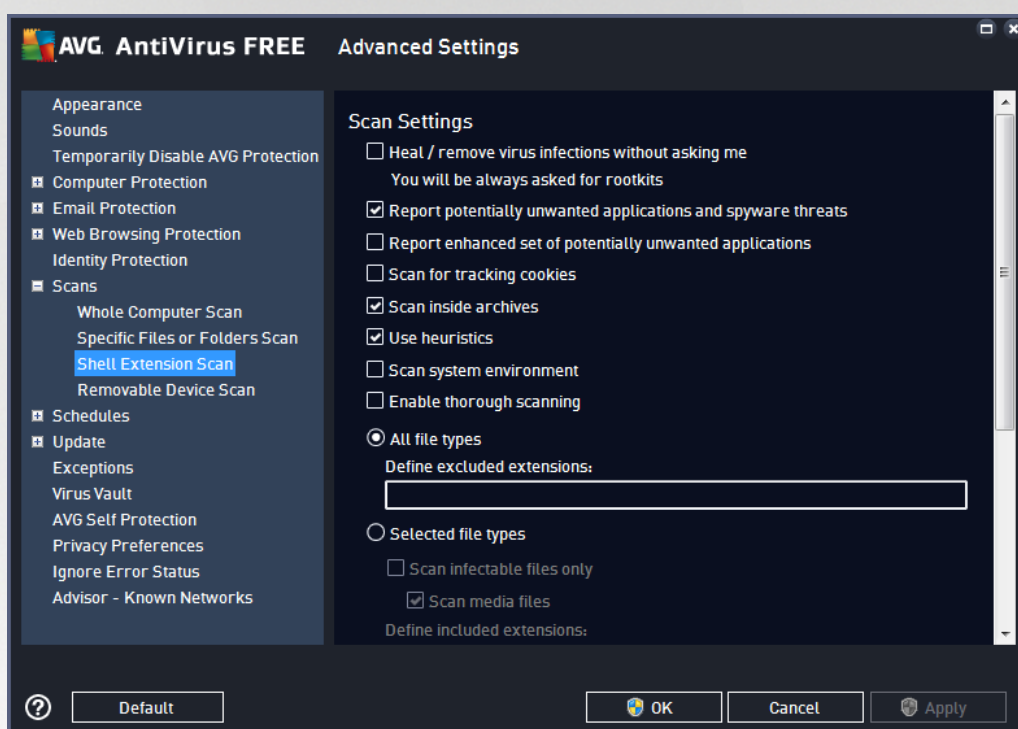 AVG. AntiVirus FREE
Advanced Settings
Appearance
Sounds
Temporarily Disable AVG Protection
Computer Protection
Email Protection
Web Browsing Protection
Identity Protection
Scans
Whole Computer Scan
Specific Files or Folders Scan
Shell Extension Scan
Removable Device Scan
Schedules
Update
Exceptions
Virus Vault
AVG Self Protection
Privacy Preferences
Ignore Error Status
Advisor - Known Networks
Scan Settings
Heal / remove virus infections without asking me
You will be always asked for rootkits
Report potentially unwanted applications and spyware threats
Report enhanced set of potentially unwanted applications
Scan for tracking cookies
Scan inside archives
Use heuristics
Scan system environment
Enable thorough scanning
All file types
Define excluded extensions:
Selected file types
Scan infectable files only
Scan media files
Define included extensions:
?
Default
OK
Cancel
Apply